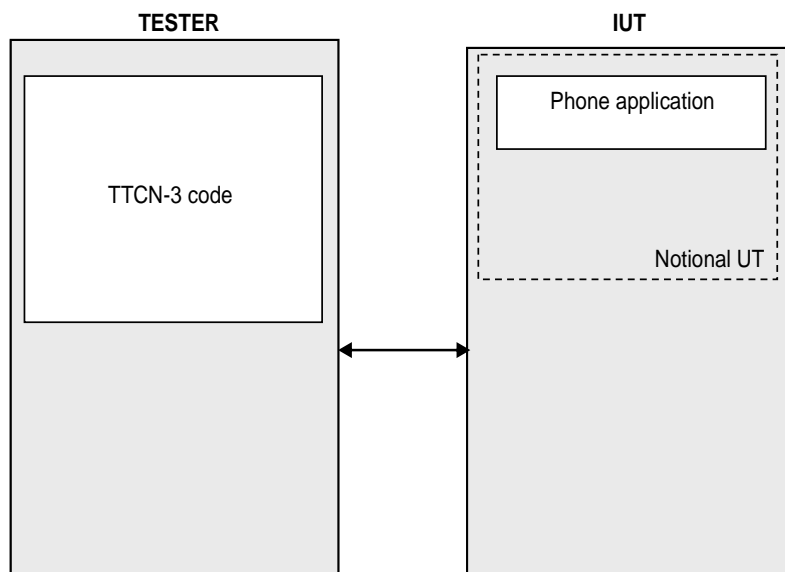 TESTER
IUT
Phone application
TTCN-3 code
Notional UT